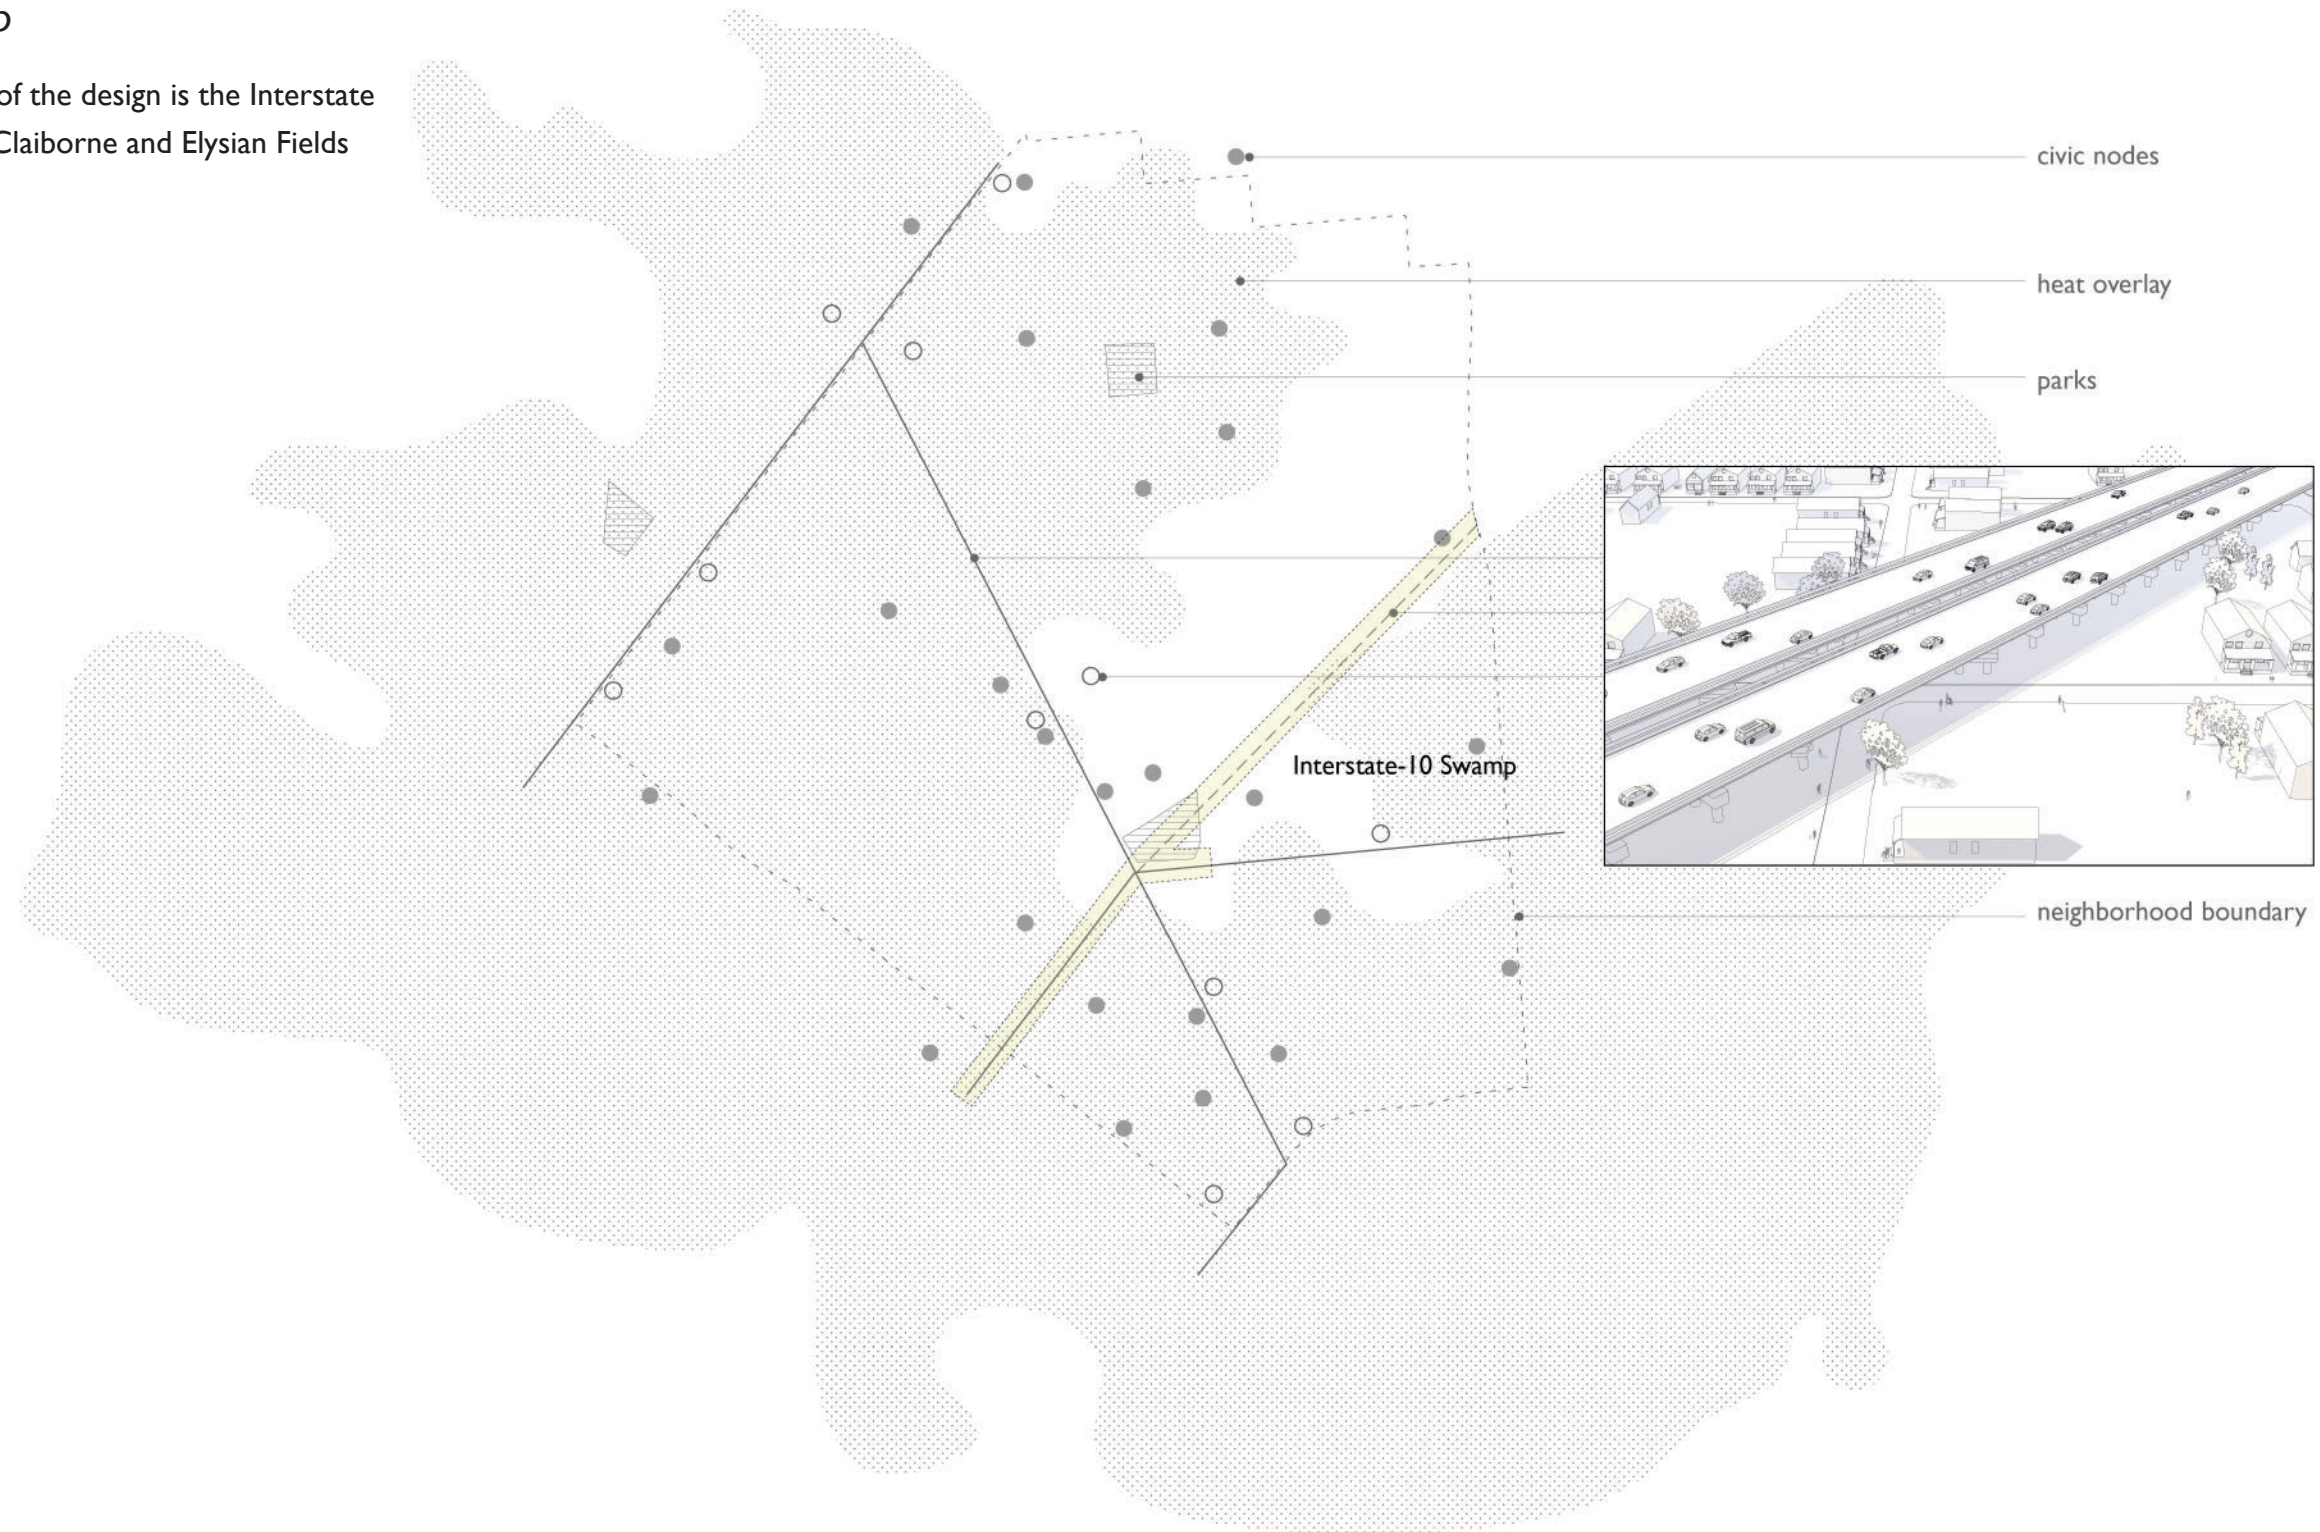 of the design is the Interstate
Claiborne and Elysian Fields
civic nodes
heat overlay
parks
Interstate-10 Swamp
neighborhood boundary